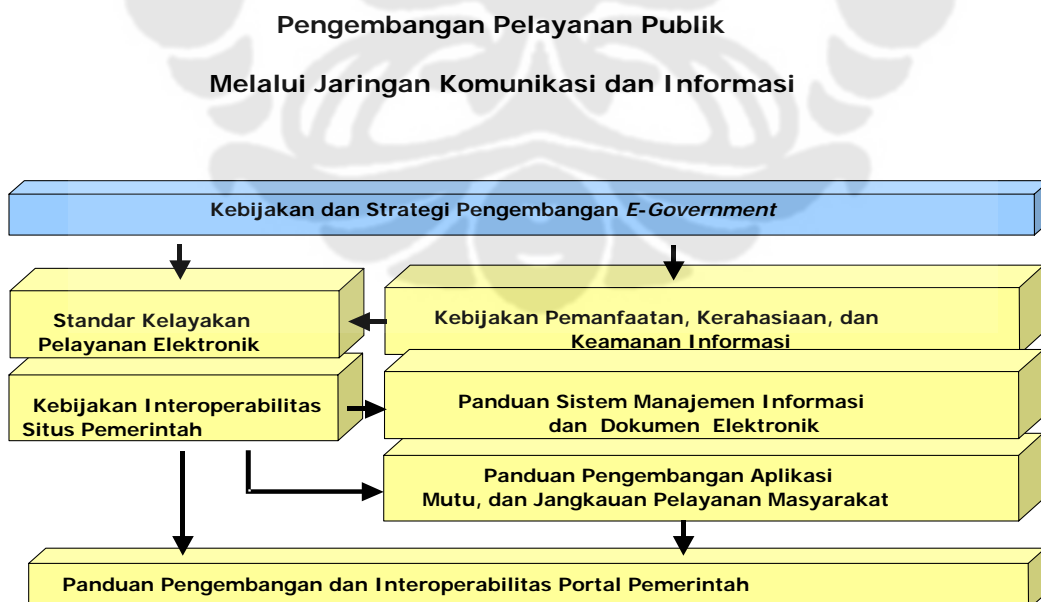 Pengembangan Pelayanan Publik
Melalui Jaringan Komunikasi dan Informasi
Kebijakan dan Strategi Pengembangan E-Government
Standar Kelayakan
Pelayanan Elektronik
Kebijakan Pemanfaatan, Kerahasiaan, dan
Keamanan Informasi
Kebijakan Interoperabilitas
Situs Pemerintah
Panduan Sistem Manajemen Informasi
dan Dokumen Elektronik
Panduan Pengembangan Aplikasi
Mutu, dan Jangkauan Pelayanan Masyarakat
Panduan Pengembangan dan Interoperabilitas Portal Pemerintah